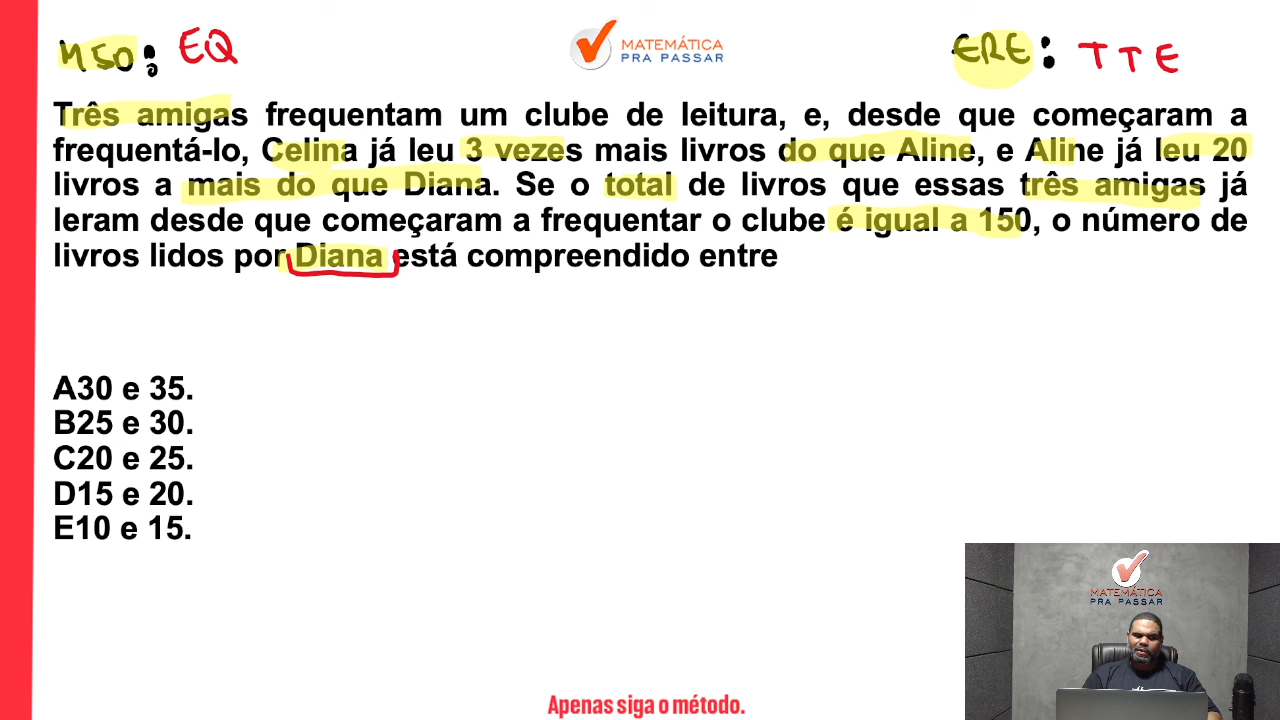 M50: EQ
MATEMÁTICA
PRA PASSAR
ERE: TTE
Três amigas frequentam um clube de leitura, e, desde que começaram a
frequentá-lo, Celina já leu 3 vezes mais livros do que Aline, e Aline já leu 20
livros a mais do que Diana. Se o total de livros que essas três amigas já
leram desde que começaram a frequentar o clube é igual a 150, o número de
livros lidos por Diana está compreendido entre
A30 e 35.
B25 e 30.
C20 e 25.
D15 e 20.
E10 e 15.
MATEMÁTICA
PRA PASSAR
Apenas siga o método.